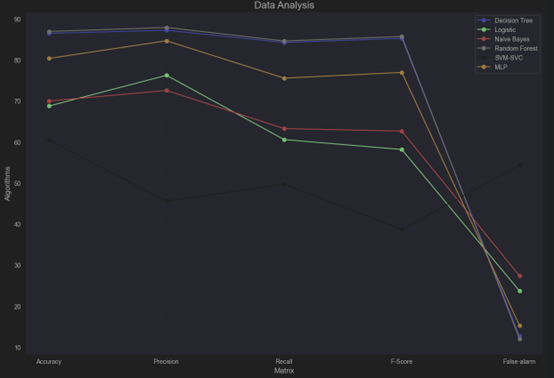 Data Analysis
Decision Tree
Logistic
Naive Bayes
Random Forest
SVM-SVC
MLP
Algorithms
90
80
70
60
50
40
30
20
10
Accuracy
Precision
Recall
F-Score
False-alarm
Matrix